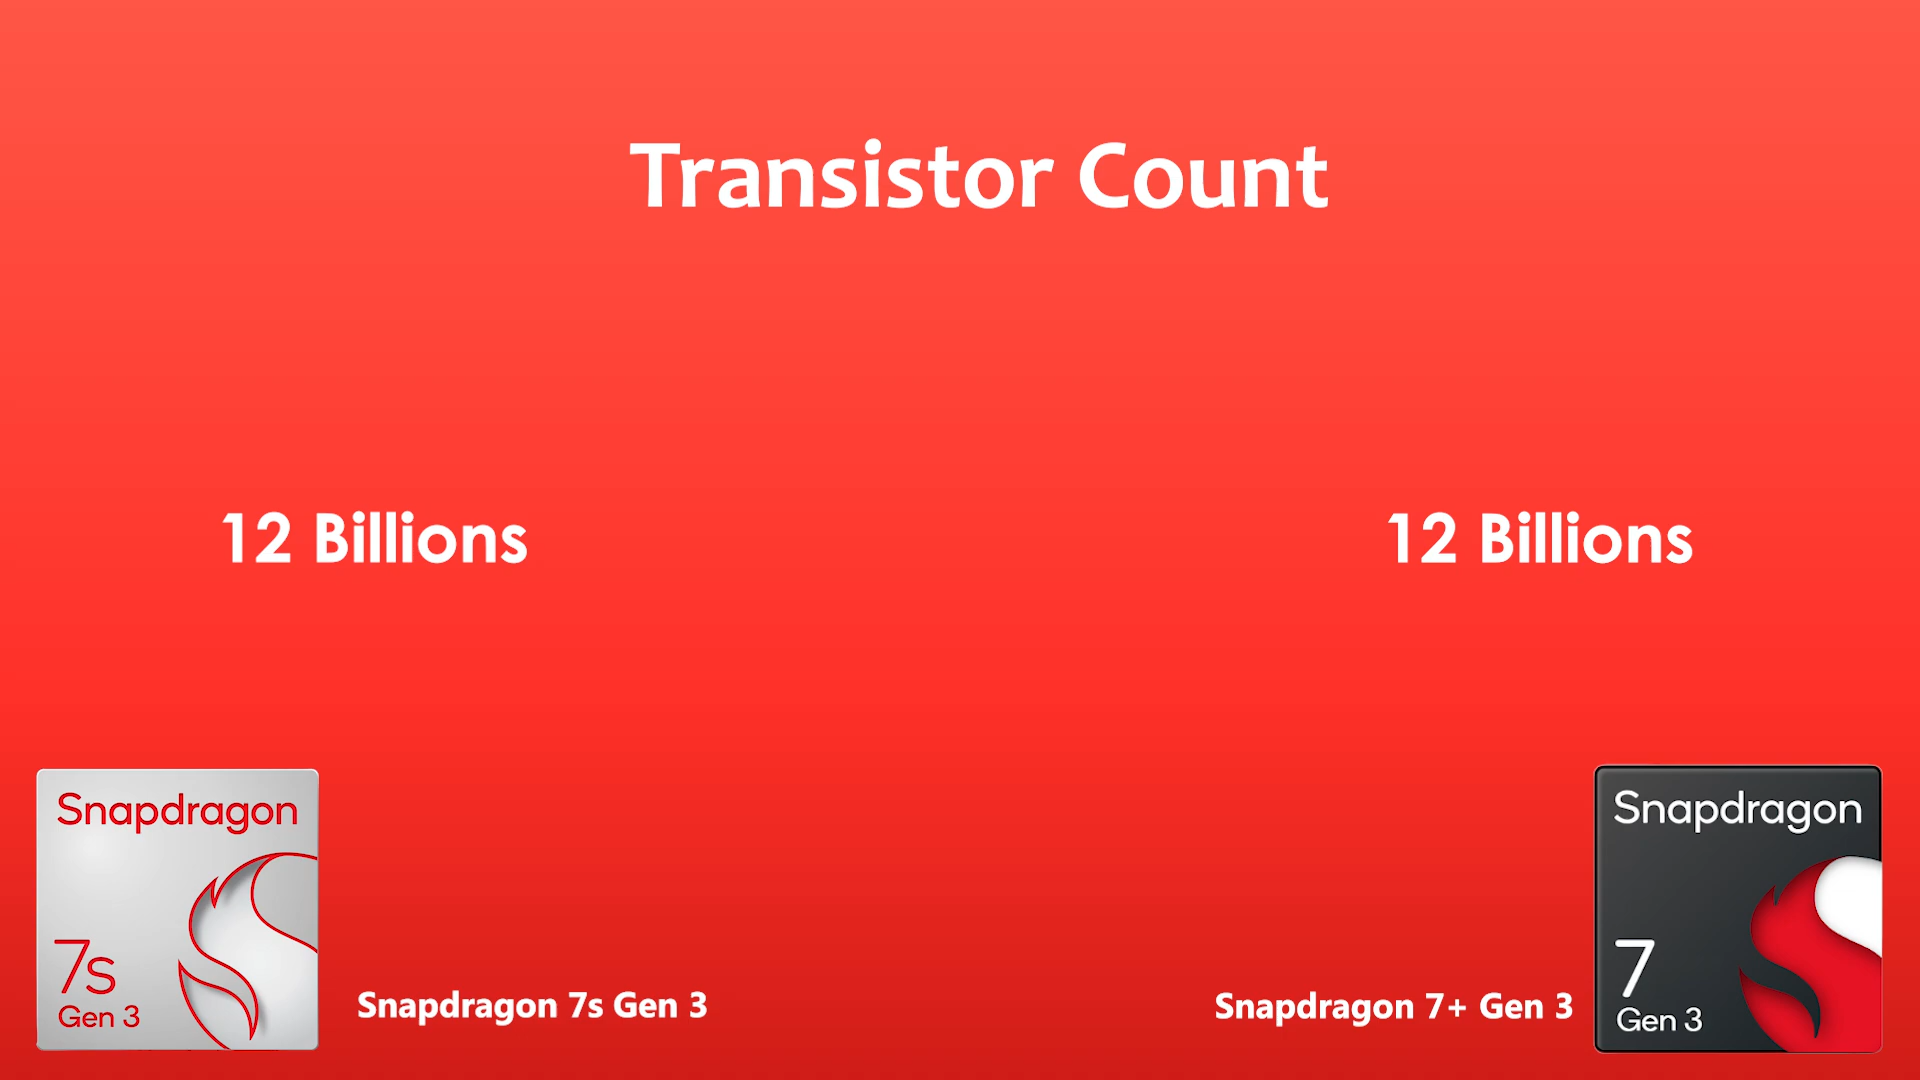 Transistor Count
12 Billions
12 Billions
Snapdragon
7s
Gen 3
Snapdragon 7s Gen 3
Snapdragon 7+ Gen 3
Snapdragon
7
Gen 3